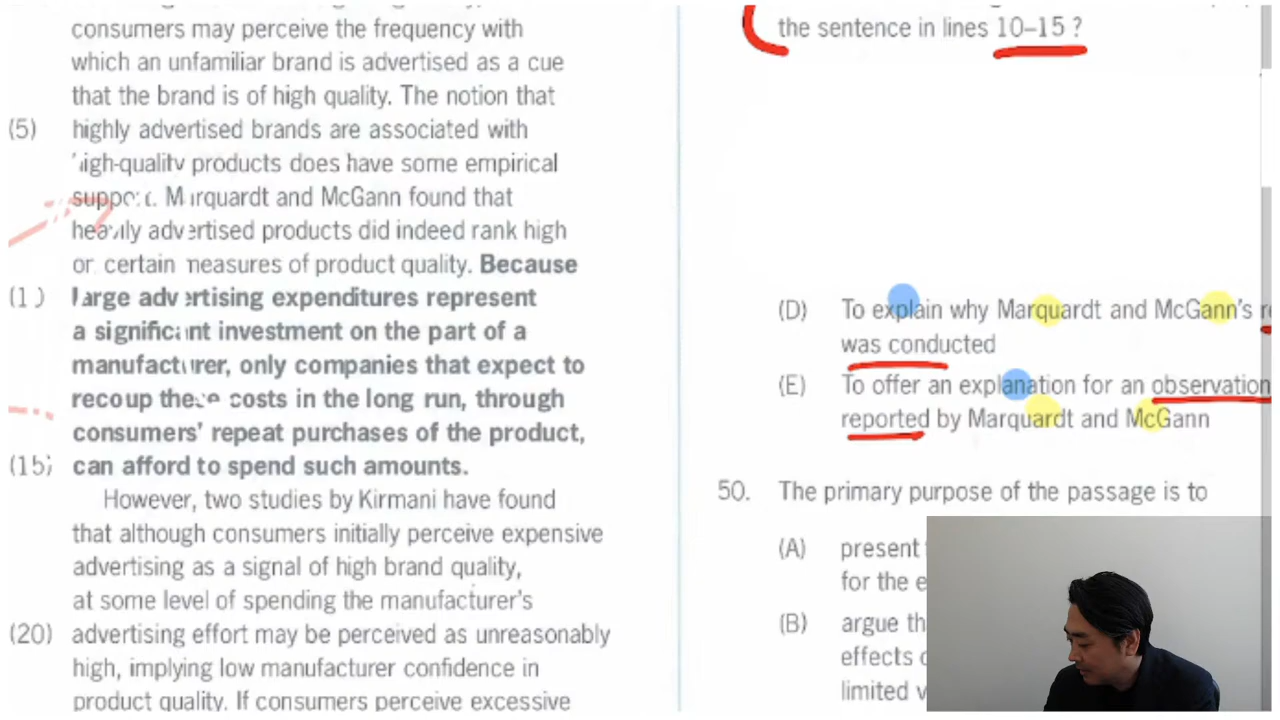 consumers may perceive the frequency with
which an unfamiliar brand is advertised as a cue
that the brand is of high quality. The notion that
(5) highly advertised brands are associated with
high-quality products does have some empirical
support. Marquardt and McGann found that
heavily advertised products did indeed rank high
on certain measures of product quality. Because
large advertising expenditures represent
a significant investment on the part of a
manufacturer, only companies that expect to
recoup these costs in the long run, through
consumers' repeat purchases of the product,
(15) can afford to spend such amounts.
However, two studies by Kirmani have found
that although consumers initially perceive expensive
advertising as a signal of high brand quality,
at some level of spending the manufacturer's
(20) advertising effort may be perceived as unreasonably
high, implying low manufacturer confidence in
product quality. If consumers perceive excessive
the sentence in lines 10–15 ?
(D) To explain why Marquardt and McGann's
was conducted
(E) To offer an explanation for an observation
reported by Marquardt and McGann
50. The primary purpose of the passage is to
(A) present
for the
(B) argue
effects
limited